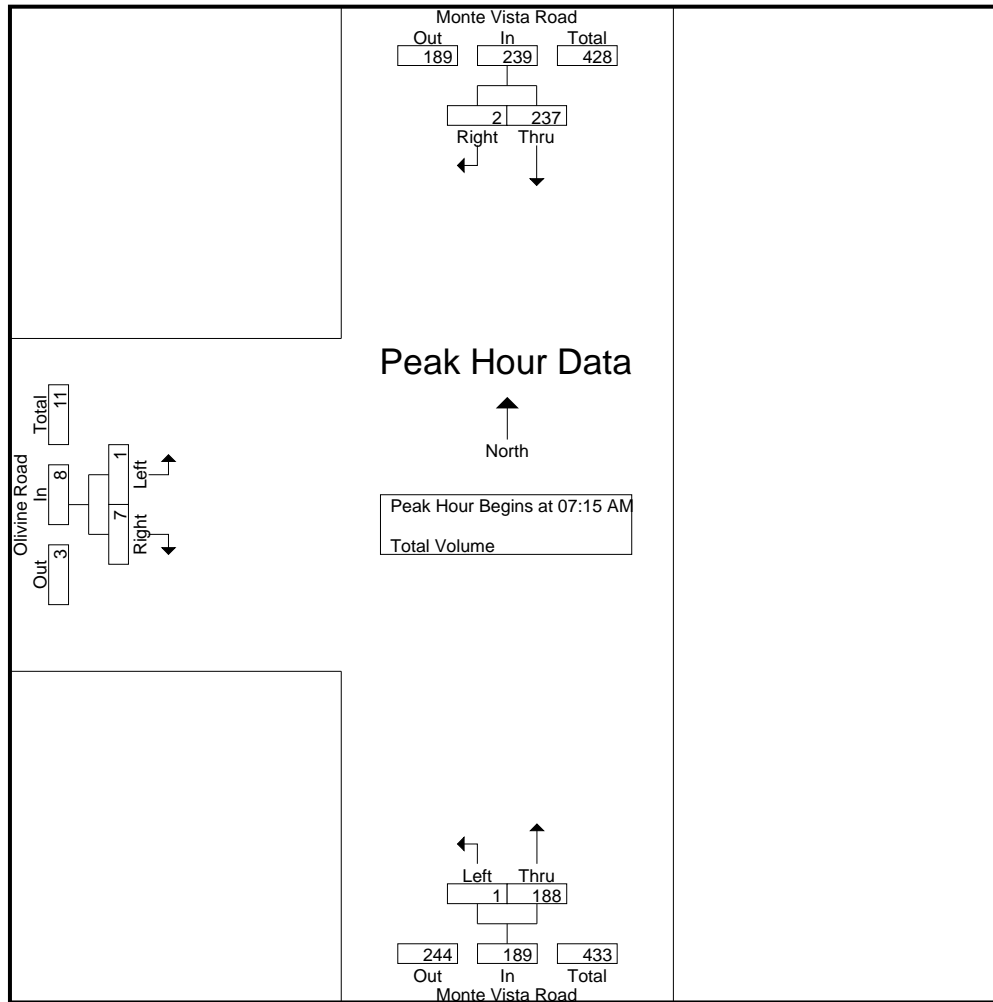 Monte Vista Road
Out In Total
189 239 428
2 237
Right Thru
Peak Hour Data
North
Peak Hour Begins at 07:15 AM
Total Volume
Olivine Road
Out In Total
3 8 11
7 1
Right Left
Left Thru
1 188
244 189 433
Out In Total
Monte Vista Road